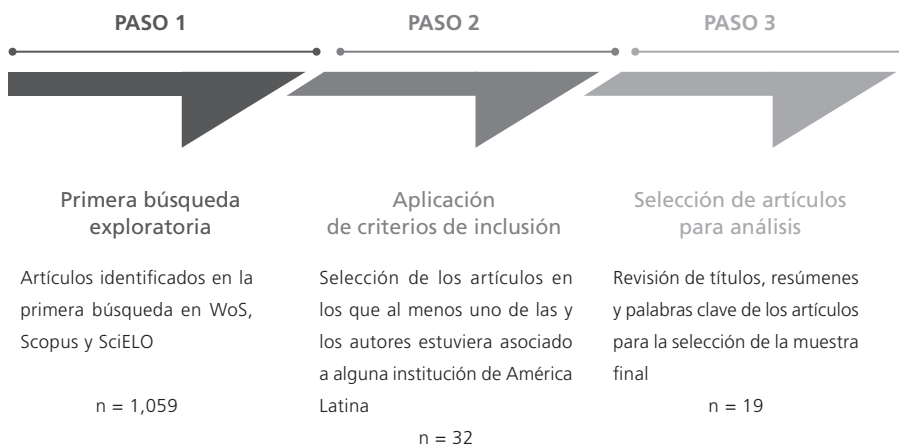 PASO 1
PASO 2
PASO 3
Primera búsqueda
exploratoria
Artículos identificados en la
primera búsqueda en WoS,
Scopus y SciELO
n = 1,059
Aplicación
de criterios de inclusión
Selección de los artículos en
los que al menos uno de las y
los autores estuviera asociado
a alguna institución de América
Latina
n = 32
Selección de artículos
para análisis
Revisión de títulos, resúmenes
y palabras clave de los artículos
para la selección de la muestra
final
n = 19